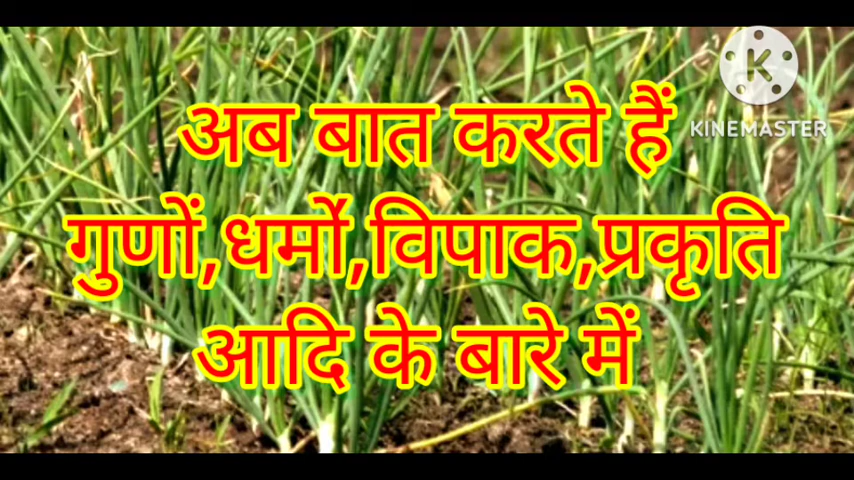 K
KINEMASTER
अब बात करते हैं
गुणों,धर्मो,विपाक,प्रकृति
आदि के बारे में